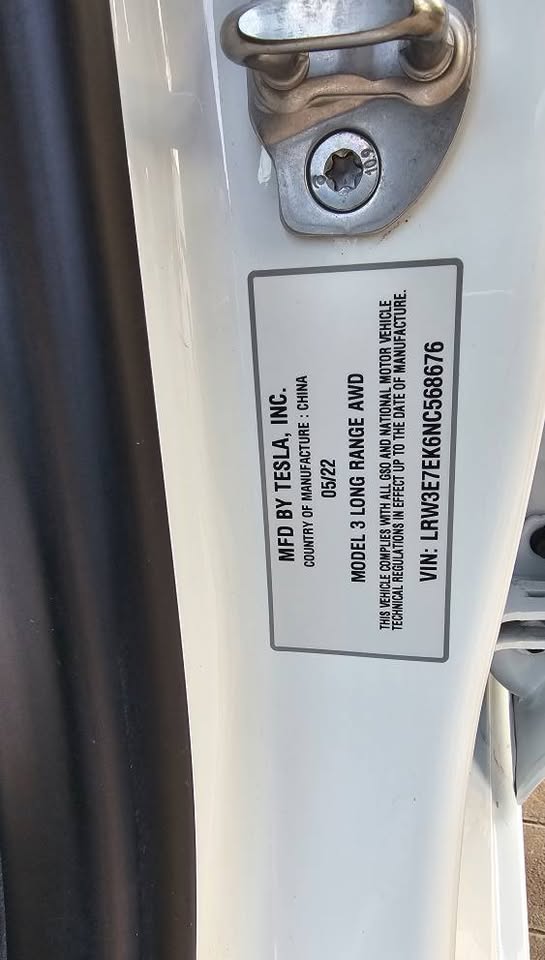 MFD BY TESLA, INC.
COUNTRY OF MANUFACTURE : CHINA
05/22
MODEL 3 LONG RANGE AWD
THIS VEHICLE COMPLIES WITH ALL GSO AND NATIONAL MOTOR VEHICLE
TECHNICAL REGULATIONS IN EFFECT UP TO THE DATE OF MANUFACTURE.
VIN: LRW3E7EK6NC568676